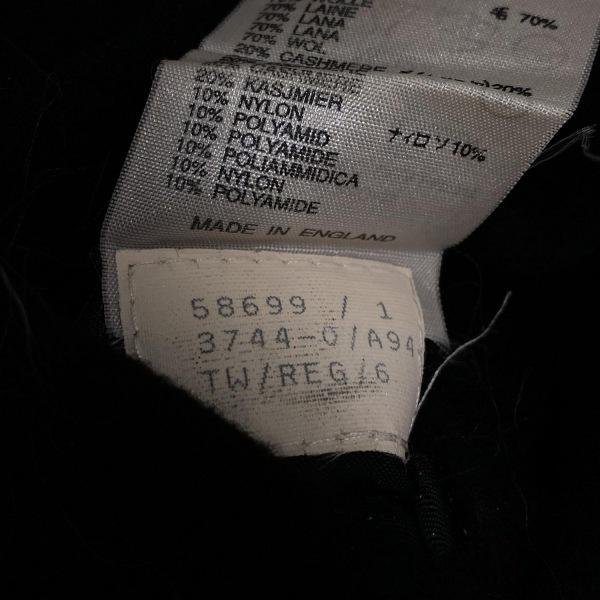 70% LAINE
毛 70%
70% LANA
70% LANA
70% WOL
20% CASHMERE
20% KASJMIER
10% NYLON
10% POLYAMID
10% POLYAMIDE
ナイロン10%
10% POLIAMMIDICA
10% NYLON
10% POLYAMIDE
MADE IN ENGLAND
58699 / 1
3744-0/A94
TW/REG/6